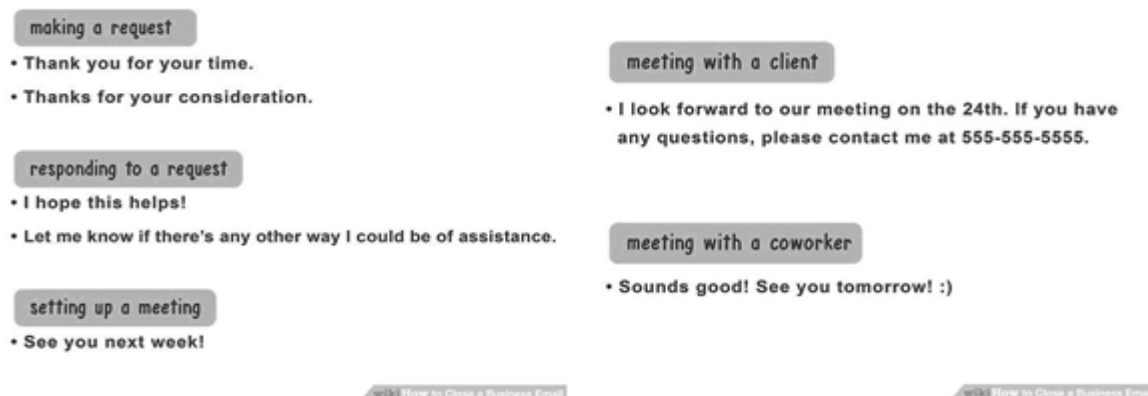 making a request
• Thank you for your time.
• Thanks for your consideration.
responding to a request
• I hope this helps!
• Let me know if there's any other way I could be of assistance.
setting up a meeting
• See you next week!
wikiHow to Close a Business Email
meeting with a client
• I look forward to our meeting on the 24th. If you have
any questions, please contact me at 555-555-5555.
meeting with a coworker
• Sounds good! See you tomorrow! :)
wikiHow to Close a Business Email